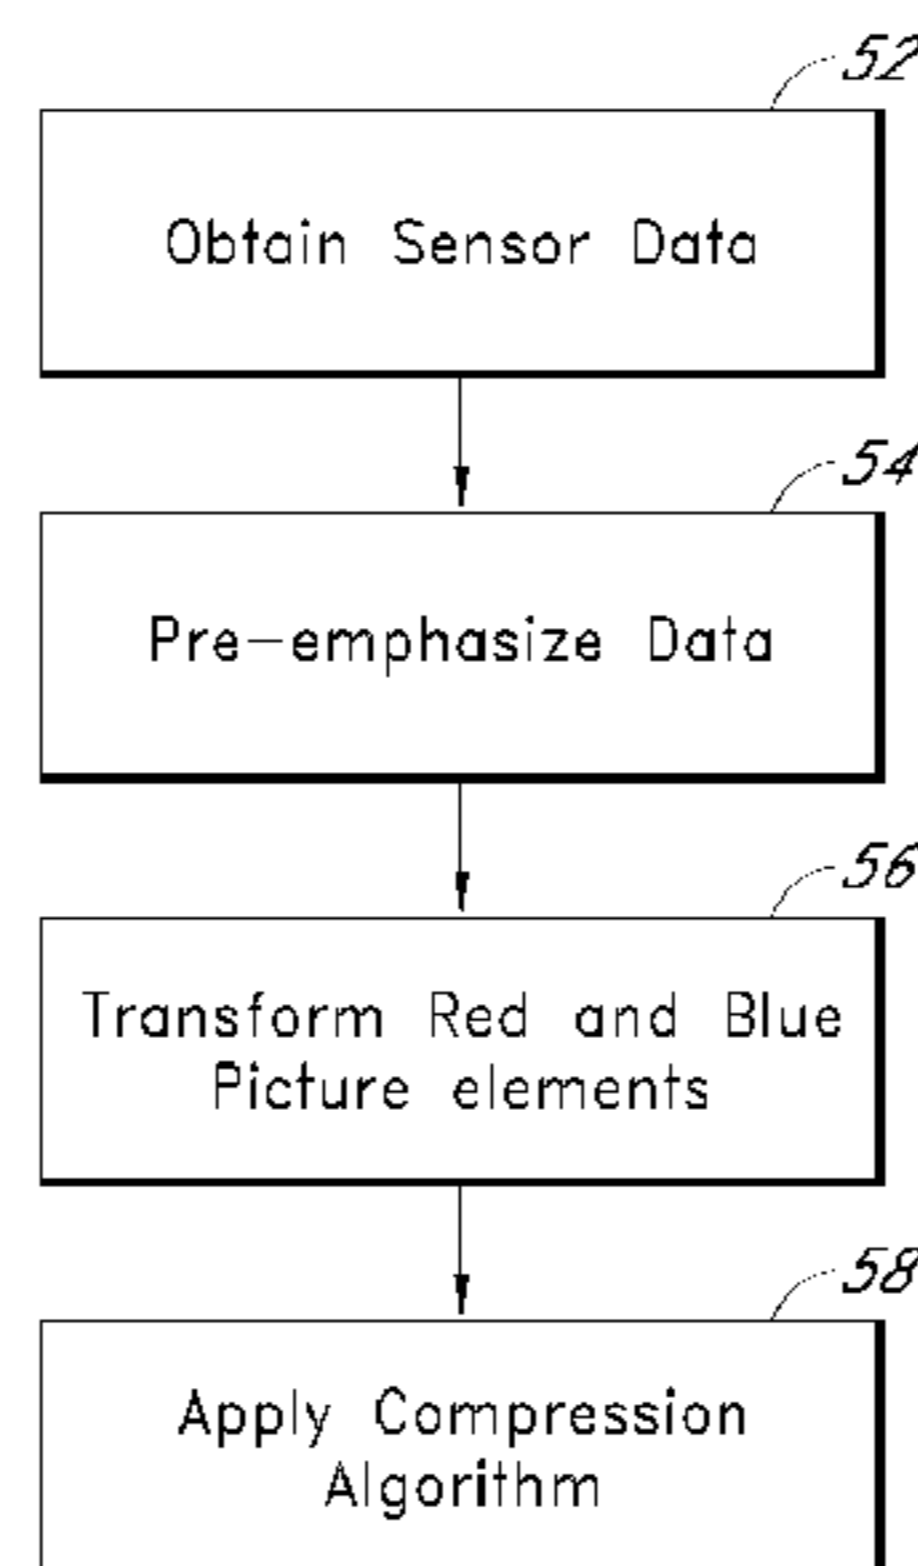 52
Obtain Sensor Data
54
Pre-emphasize Data
56
Transform Red and Blue
Picture elements
58
Apply Compression
Algorithm